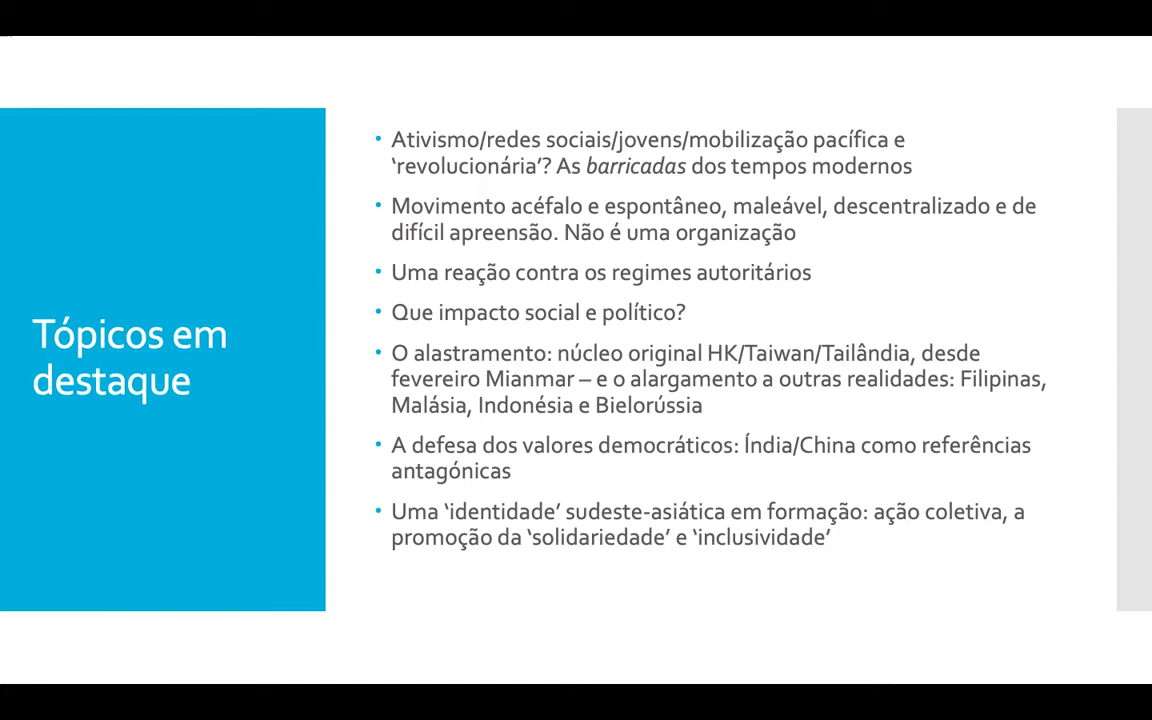 Tópicos em
destaque
• Ativismo/redes sociais/jovens/mobilização pacífica e
‘revolucionária’? As barricadas dos tempos modernos
• Movimento acéfalo e espontâneo, maleável, descentralizado e de
difícil apreensão. Não é uma organização
• Uma reação contra os regimes autoritários
• Que impacto social e político?
• O alastramento: núcleo original HK/Taiwan/Tailândia, desde
fevereiro Mianmar – e o alargamento a outras realidades: Filipinas,
Malásia, Indonésia e Bielorússia
• A defesa dos valores democráticos: Índia/China como referências
antagónicas
• Uma ‘identidade’ sudeste-asiática em formação: ação coletiva, a
promoção da ‘solidariedade’ e ‘inclusividade’